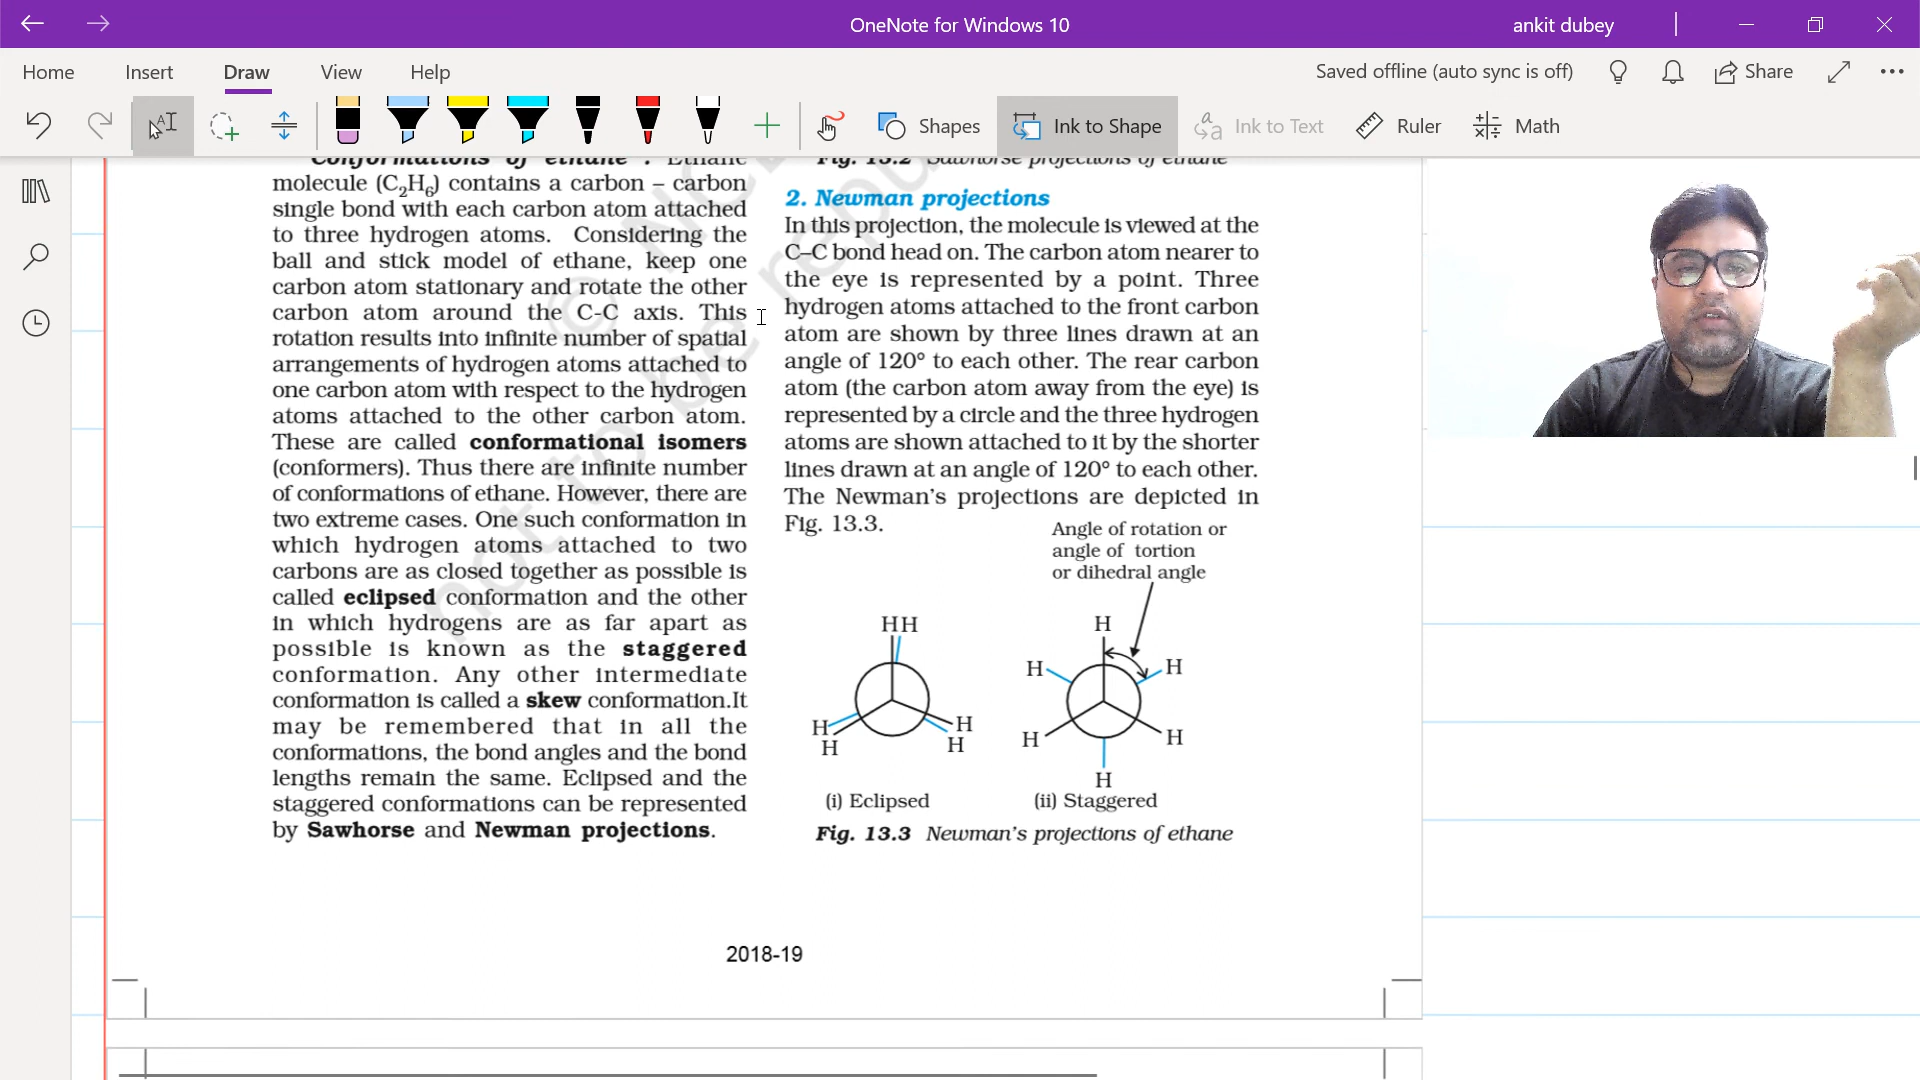 OneNote for Windows 10
ankit dubey
Home Insert Draw View Help
Saved offline (auto sync is off) Share
Shapes Ink to Shape Ink to Text Ruler Math
Conformations of ethane : Ethane
molecule (C₂H₆) contains a carbon – carbon
single bond with each carbon atom attached
to three hydrogen atoms. Considering the
ball and stick model of ethane, keep one
carbon atom stationary and rotate the other
carbon atom around the C-C axis. This
rotation results into infinite number of spatial
arrangements of hydrogen atoms attached to
one carbon atom with respect to the hydrogen
atoms attached to the other carbon atom.
These are called conformational isomers
(conformers). Thus there are infinite number
of conformations of ethane. However, there are
two extreme cases. One such conformation in
which hydrogen atoms attached to two
carbons are as closed together as possible is
called eclipsed conformation and the other
in which hydrogens are as far apart as
possible is known as the staggered
conformation. Any other intermediate
conformation is called a skew conformation.It
may be remembered that in all the
conformations, the bond angles and the bond
lengths remain the same. Eclipsed and the
staggered conformations can be represented
by Sawhorse and Newman projections.
Fig. 13.2 Sawhorse projections of ethane
2. Newman projections
In this projection, the molecule is viewed at the
C–C bond head on. The carbon atom nearer to
the eye is represented by a point. Three
hydrogen atoms attached to the front carbon
atom are shown by three lines drawn at an
angle of 120° to each other. The rear carbon
atom (the carbon atom away from the eye) is
represented by a circle and the three hydrogen
atoms are shown attached to it by the shorter
lines drawn at an angle of 120° to each other.
The Newman's projections are depicted in
Fig. 13.3.
Angle of rotation or
angle of tortion
or dihedral angle
HH
H
H
H
H
H
H
H
H
H
H
(i) Eclipsed
(ii) Staggered
Fig. 13.3 Newman's projections of ethane
2018-19
not to be repu